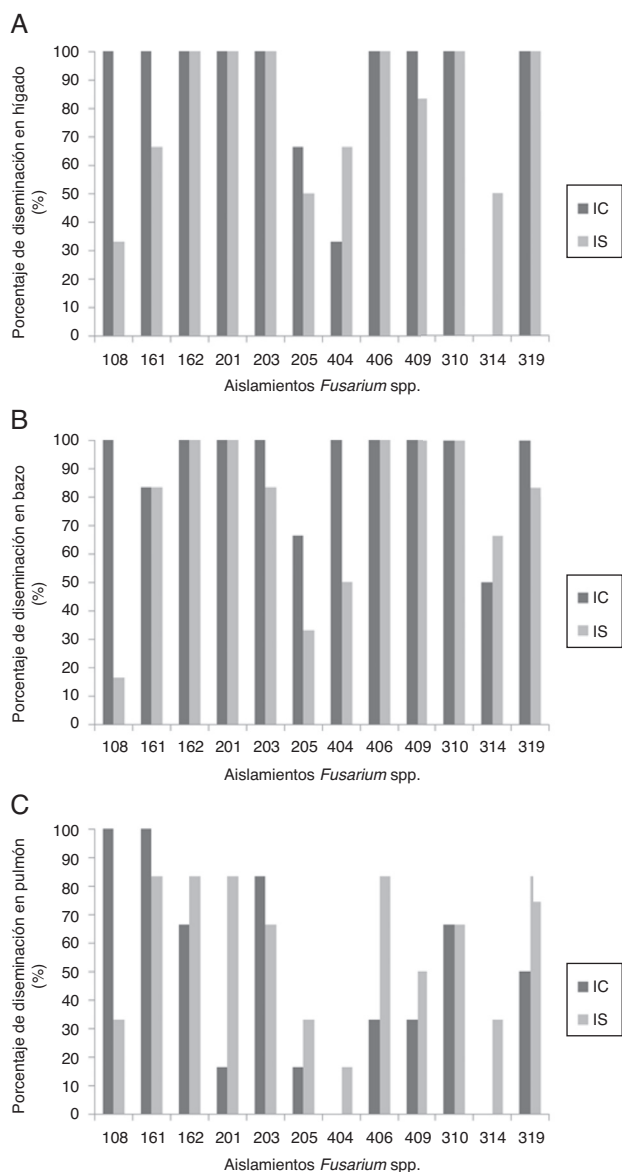 A
Porcentaje de diseminación en hígado
(%)
100
90
80
70
60
50
40
30
20
10
0
108 161 162 201 203 205 404 406 409 310 314 319
Aislamientos Fusarium spp.
IC
IS
B
Porcentaje de diseminación en bazo
(%)
100
90
80
70
60
50
40
30
20
10
0
108 161 162 201 203 205 404 406 409 310 314 319
Aislamientos Fusarium spp.
IC
IS
C
Porcentaje de diseminación en pulmón
(%)
100
90
80
70
60
50
40
30
20
10
0
108 161 162 201 203 205 404 406 409 310 314 319
Aislamientos Fusarium spp.
IC
IS